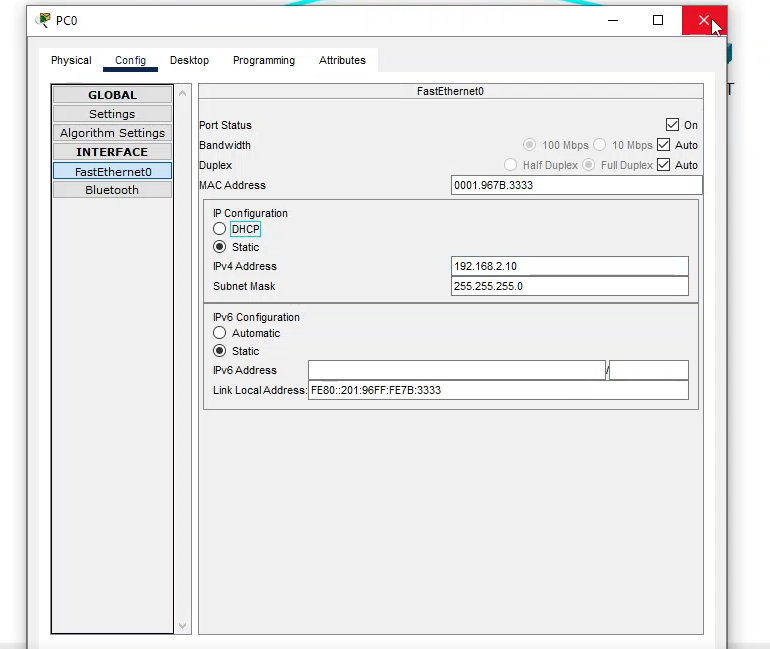 PC0
Physical Config Desktop Programming Attributes
GLOBAL
Settings
Algorithm Settings
INTERFACE
FastEthernet0
Bluetooth
FastEthernet0
Port Status On
Bandwidth 100 Mbps 10 Mbps Auto
Duplex Half Duplex Full Duplex Auto
MAC Address 0001.967B.3333
IP Configuration
DHCP
Static
IPv4 Address 192.168.2.10
Subnet Mask 255.255.255.0
IPv6 Configuration
Automatic
Static
IPv6 Address /
Link Local Address: FE80::201:96FF:FE7B:3333
T